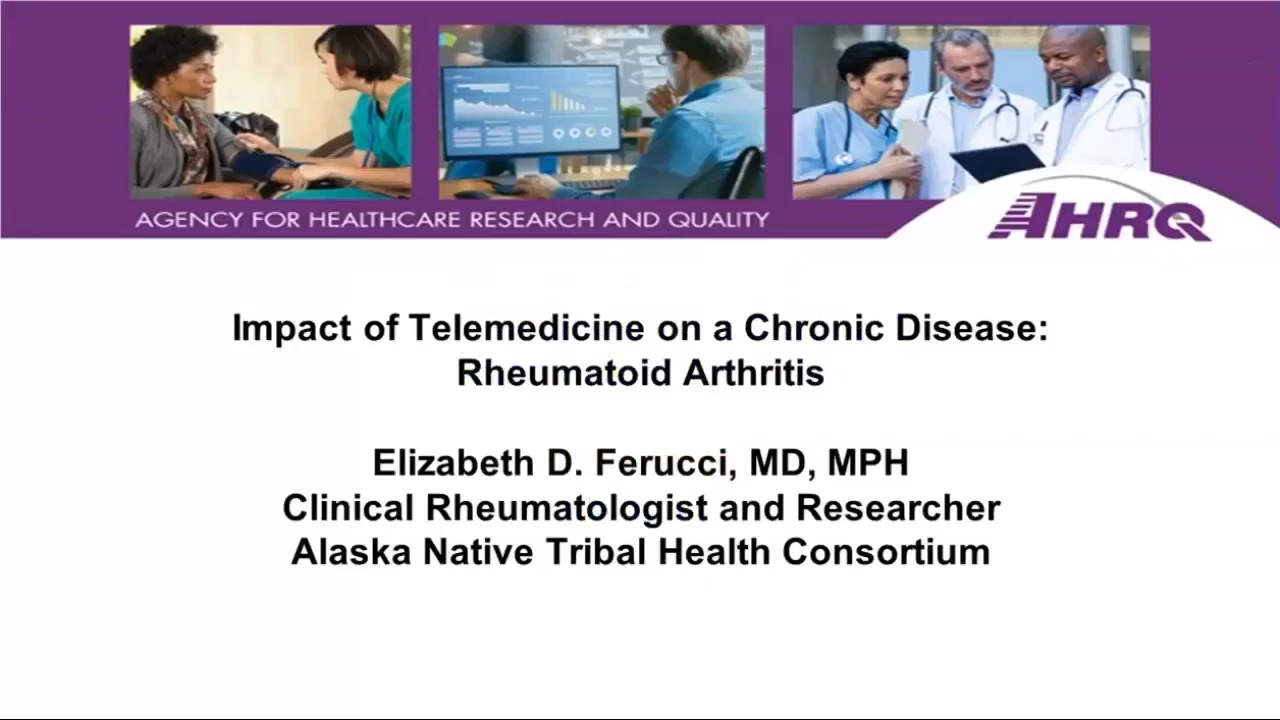 AGENCY FOR HEALTHCARE RESEARCH AND QUALITY
AHRQ
Impact of Telemedicine on a Chronic Disease:
Rheumatoid Arthritis
Elizabeth D. Ferucci, MD, MPH
Clinical Rheumatologist and Researcher
Alaska Native Tribal Health Consortium